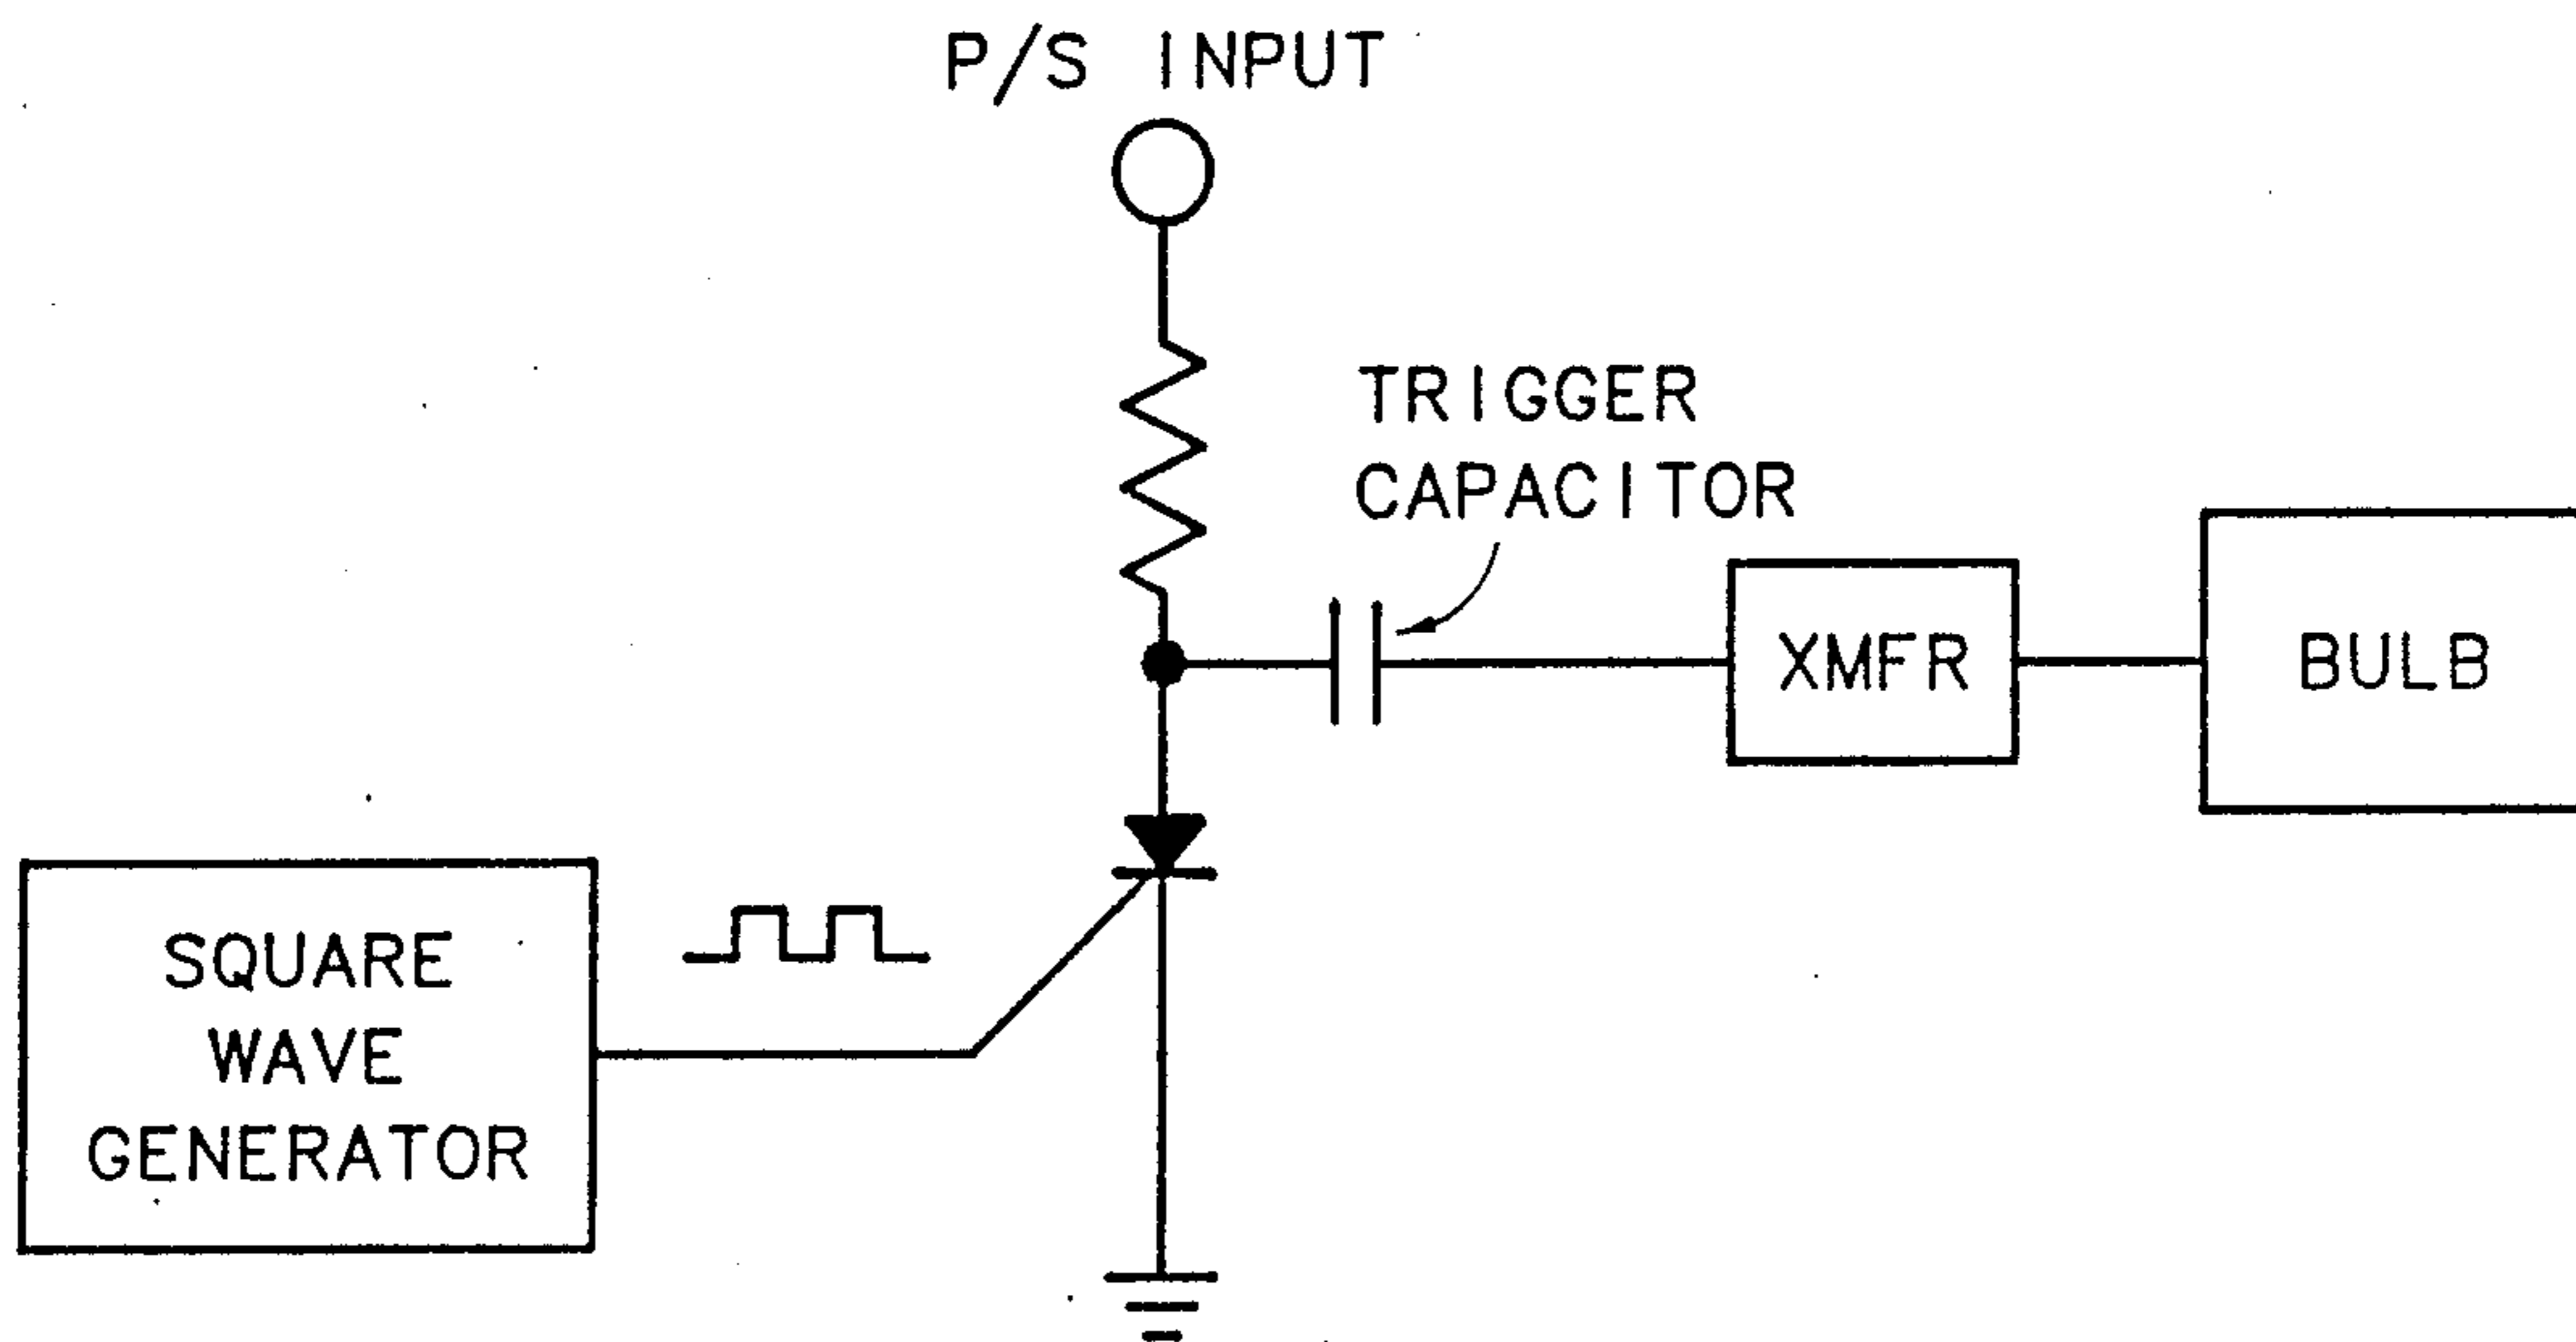 P/S INPUT
TRIGGER
CAPACITOR
XMFR
BULB
SQUARE
WAVE
GENERATOR